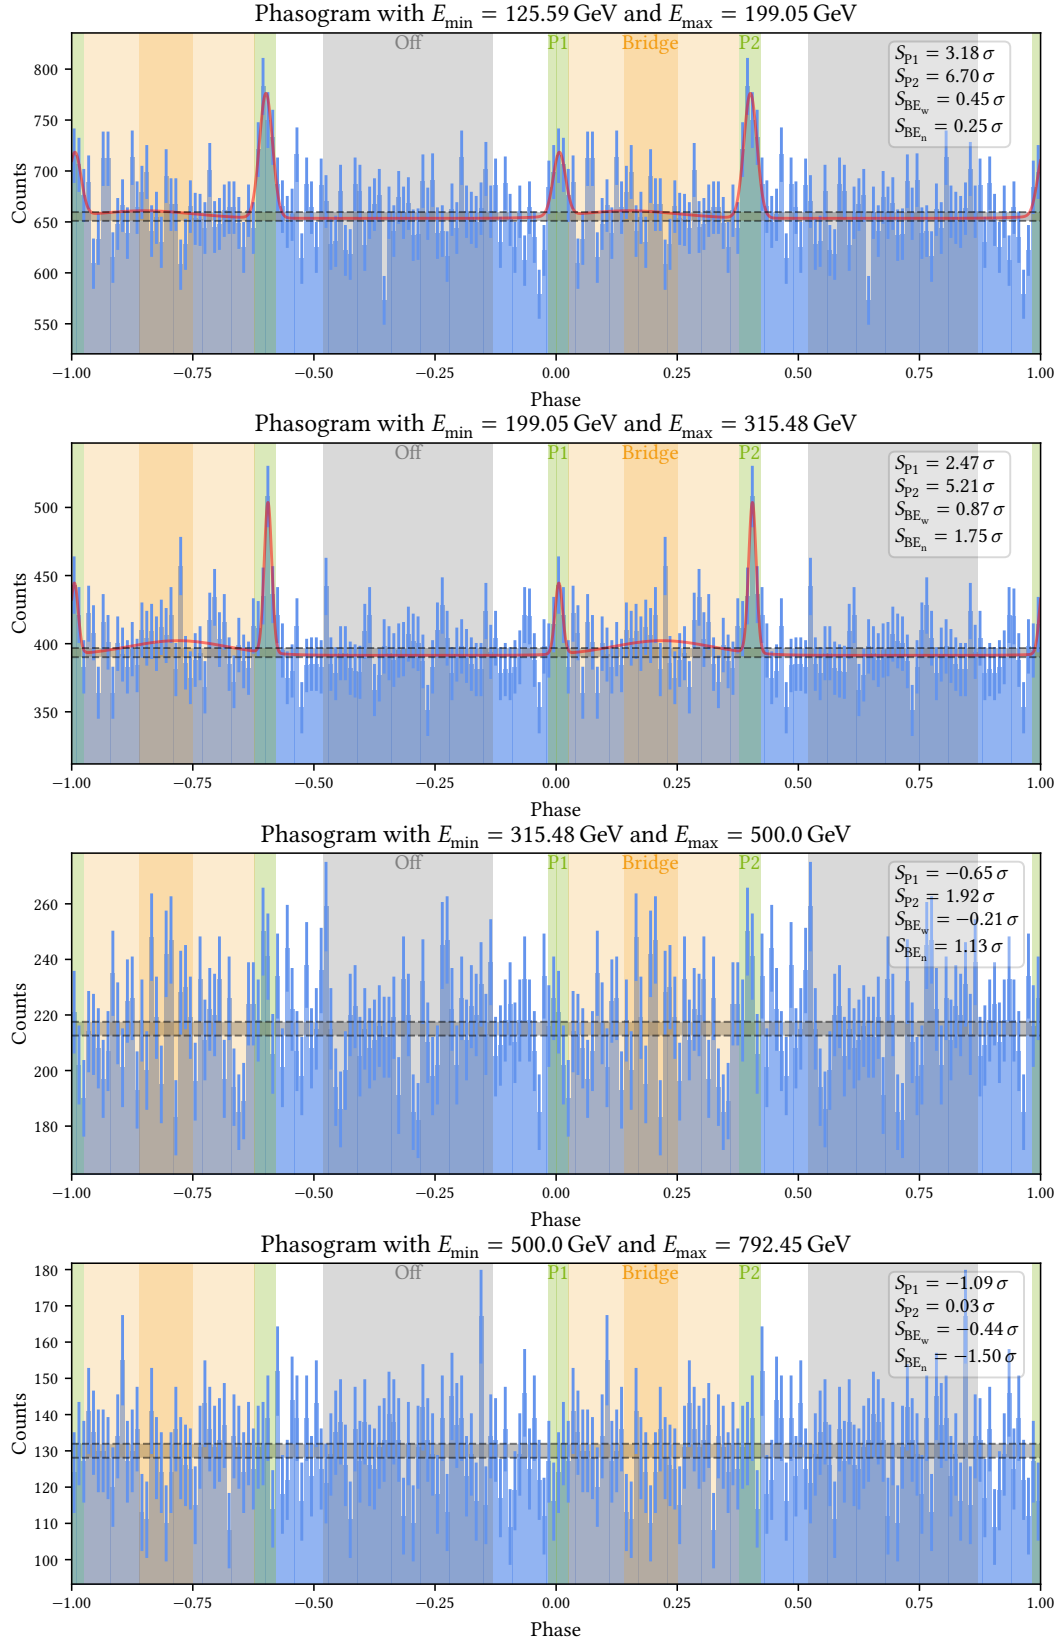 Phasogram with E_min = 125.59 GeV and E_max = 199.05 GeV
Off P1 Bridge P2
S_P1 = 3.18 σ
S_P2 = 6.70 σ
S_BE_w = 0.45 σ
S_BE_n = 0.25 σ
Counts
800
750
700
650
600
550
−1.00 −0.75 −0.50 −0.25 0.00 0.25 0.50 0.75 1.00
Phase
Phasogram with E_min = 199.05 GeV and E_max = 315.48 GeV
Off P1 Bridge P2
S_P1 = 2.47 σ
S_P2 = 5.21 σ
S_BE_w = 0.87 σ
S_BE_n = 1.75 σ
Counts
500
450
400
350
−1.00 −0.75 −0.50 −0.25 0.00 0.25 0.50 0.75 1.00
Phase
Phasogram with E_min = 315.48 GeV and E_max = 500.0 GeV
Off P1 Bridge P2
S_P1 = −0.65 σ
S_P2 = 1.92 σ
S_BE_w = −0.21 σ
S_BE_n = 1.13 σ
Counts
260
240
220
200
180
−1.00 −0.75 −0.50 −0.25 0.00 0.25 0.50 0.75 1.00
Phase
Phasogram with E_min = 500.0 GeV and E_max = 792.45 GeV
Off P1 Bridge P2
S_P1 = −1.09 σ
S_P2 = 0.03 σ
S_BE_w = −0.44 σ
S_BE_n = −1.50 σ
Counts
180
170
160
150
140
130
120
110
100
−1.00 −0.75 −0.50 −0.25 0.00 0.25 0.50 0.75 1.00
Phase